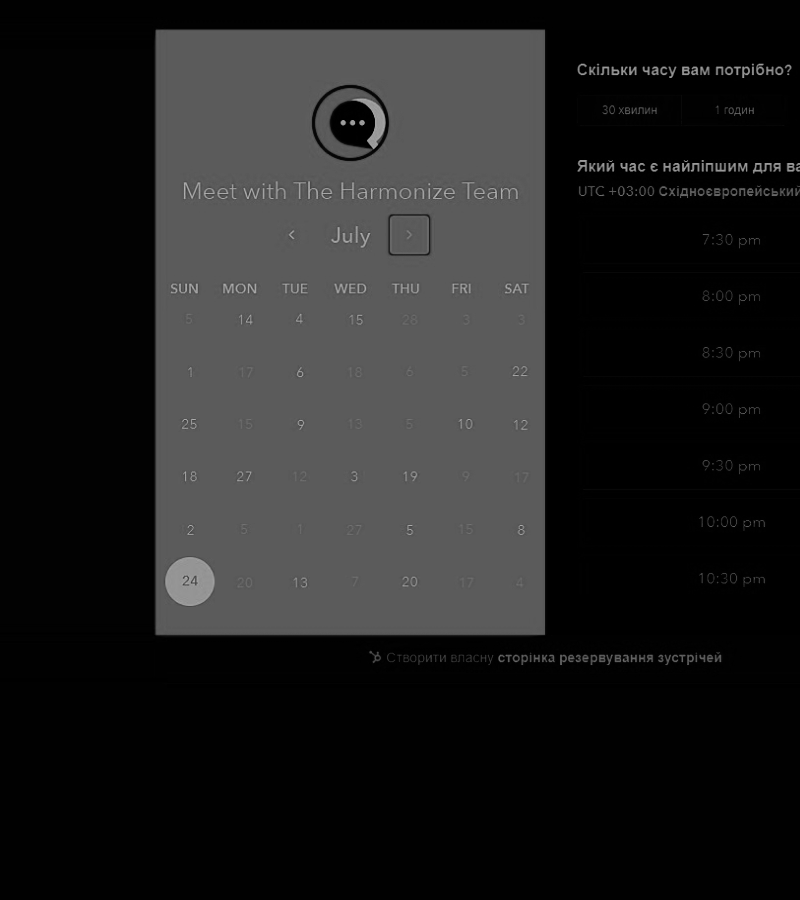 Meet with The Harmonize Team
July
SUN MON TUE WED THU FRI SAT
5 14 4 15 28 3 3
1 17 6 18 6 5 22
25 15 9 13 5 10 12
18 27 12 3 19 9 17
2 5 1 27 5 15 8
24 20 13 7 20 17 4
Скільки часу вам потрібно?
30 хвилин 1 годин
Який час є найліпшим для ва
UTC +03:00 Східноєвропейський
7:30 pm
8:00 pm
8:30 pm
9:00 pm
9:30 pm
10:00 pm
10:30 pm
Створити власну сторінка резервування зустрічей